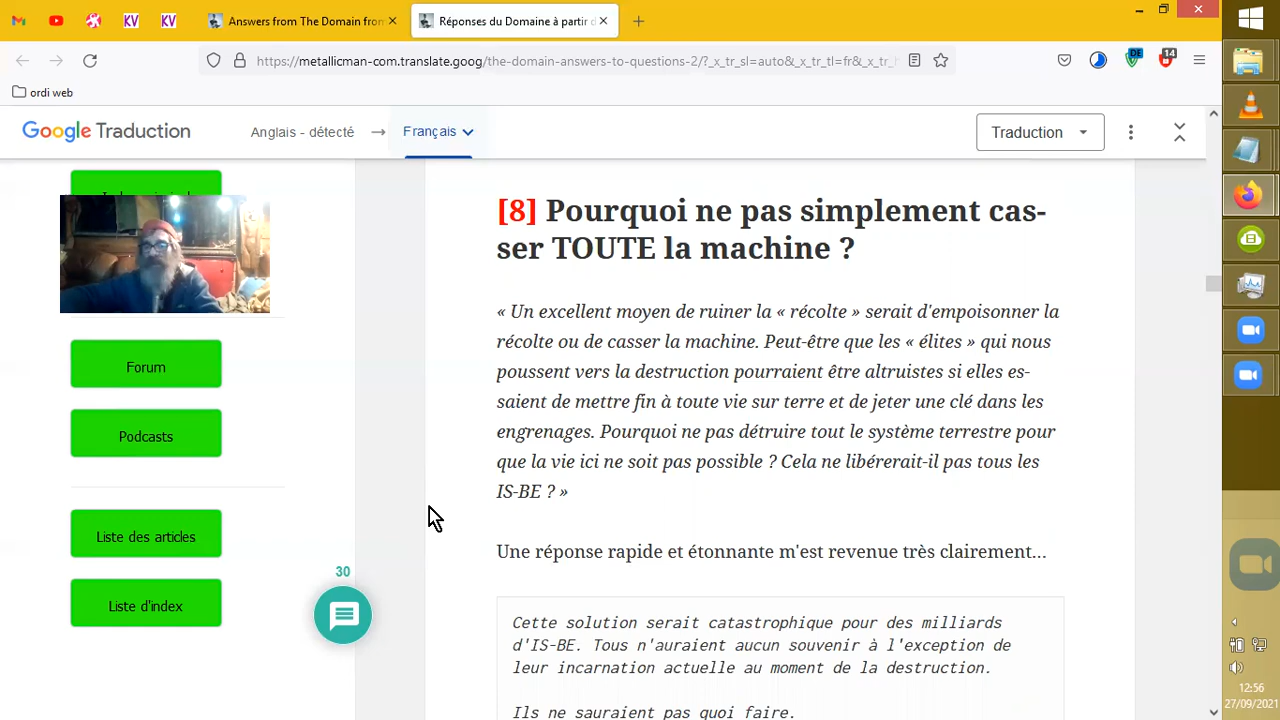 KV
KV
Answers from The Domain from
Réponses du Domaine à partir d
https://metallicman-com.translate.goog/the-domain-answers-to-questions-2/?_x_tr_sl=auto&_x_tr_tl=fr&_x_tr_h
DE
14
ordi web
Google Traduction
Anglais - détecté → Français
Traduction
[8] Pourquoi ne pas simplement cas-
ser TOUTE la machine ?
« Un excellent moyen de ruiner la « récolte » serait d'empoisonner la
récolte ou de casser la machine. Peut-être que les « élites » qui nous
poussent vers la destruction pourraient être altruistes si elles es-
saient de mettre fin à toute vie sur terre et de jeter une clé dans les
engrenages. Pourquoi ne pas détruire tout le système terrestre pour
que la vie ici ne soit pas possible ? Cela ne libérerait-il pas tous les
IS-BE ? »
Une réponse rapide et étonnante m'est revenue très clairement...
Cette solution serait catastrophique pour des milliards
d'IS-BE. Tous n'auraient aucun souvenir à l'exception de
leur incarnation actuelle au moment de la destruction.
Ils ne sauraient pas quoi faire.
Forum
Podcasts
Liste des articles
Liste d'index
30
12:56
27/09/2021